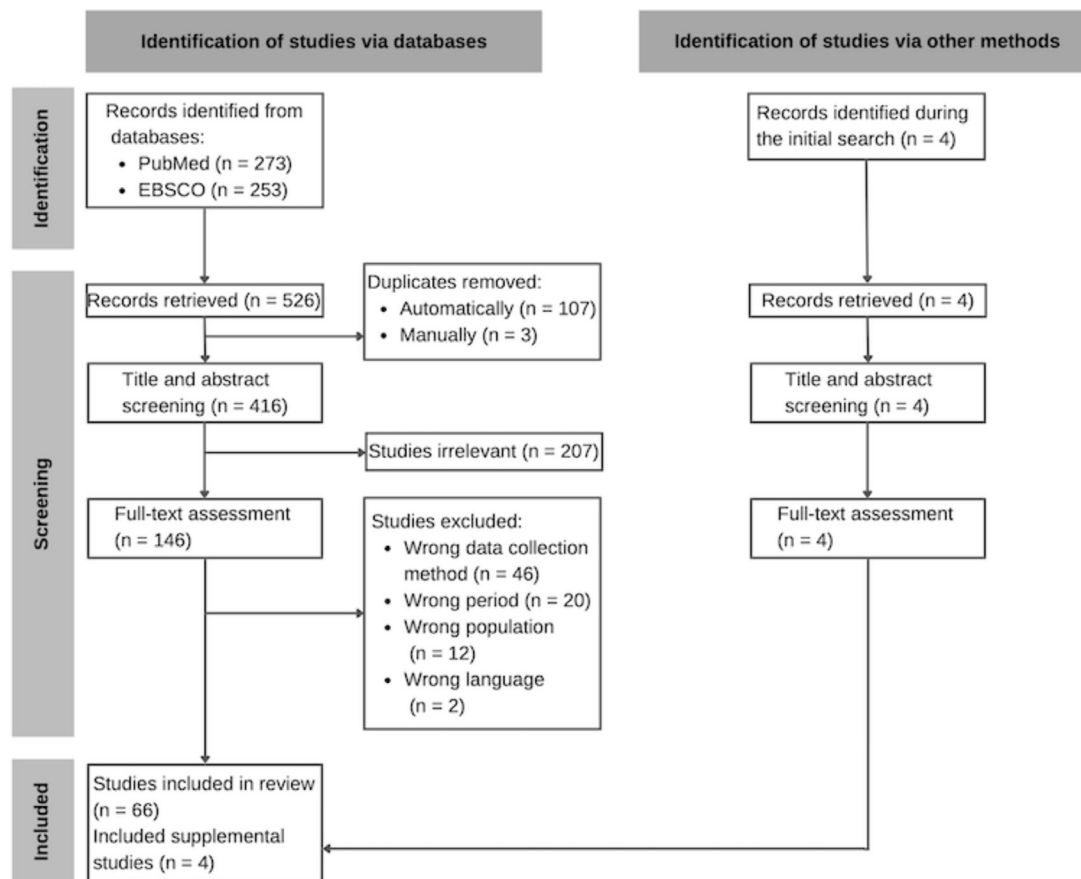 Identification of studies via databases
Identification of studies via other methods
Identification
Records identified from
databases:
• PubMed (n = 273)
• EBSCO (n = 253)
Records identified during
the initial search (n = 4)
Screening
Records retrieved (n = 526)
Duplicates removed:
• Automatically (n = 107)
• Manually (n = 3)
Records retrieved (n = 4)
Title and abstract
screening (n = 416)
Title and abstract
screening (n = 4)
Studies irrelevant (n = 207)
Full-text assessment
(n = 146)
Studies excluded:
• Wrong data collection
method (n = 46)
• Wrong period (n = 20)
• Wrong population
(n = 12)
• Wrong language
(n = 2)
Full-text assessment
(n = 4)
Included
Studies included in review
(n = 66)
Included supplemental
studies (n = 4)